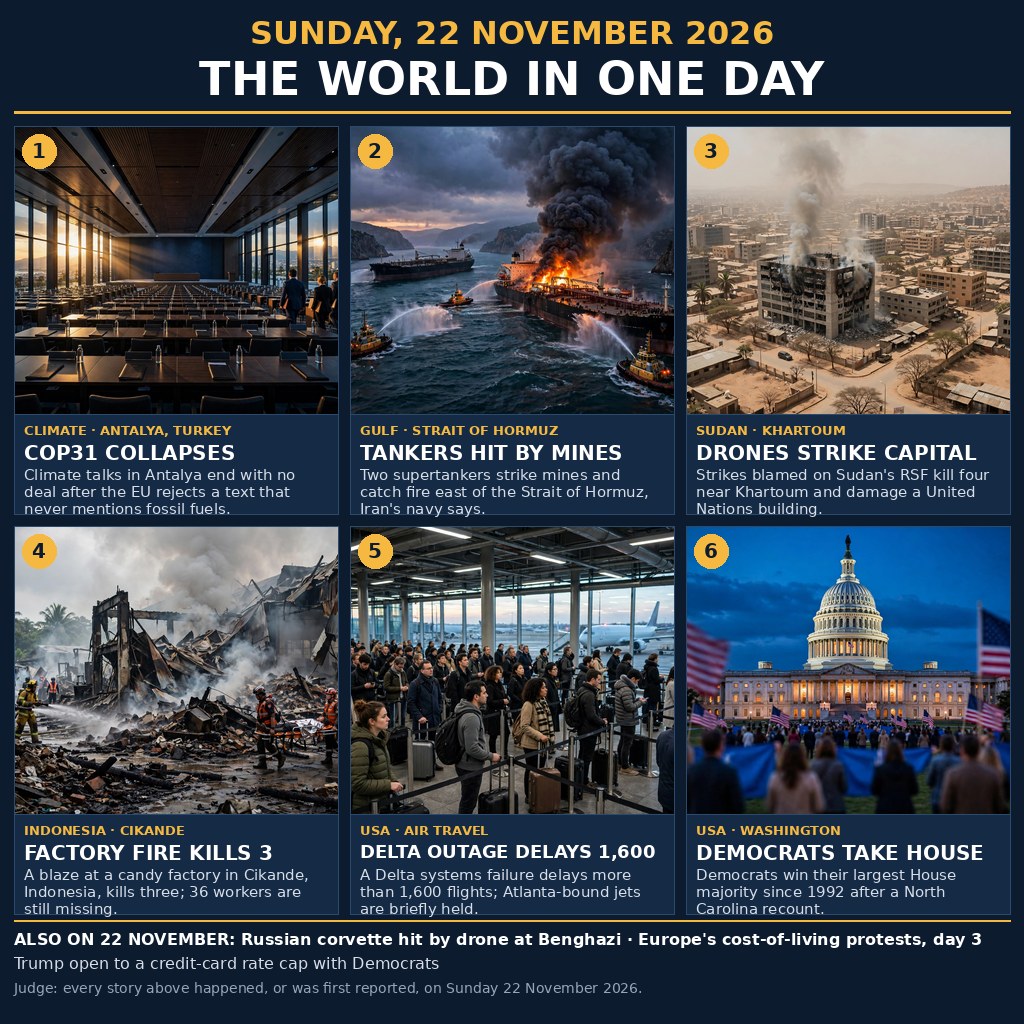 SUNDAY, 22 NOVEMBER 2026
THE WORLD IN ONE DAY
1
CLIMATE · ANTALYA, TURKEY
COP31 COLLAPSES
Climate talks in Antalya end with no
deal after the EU rejects a text that
never mentions fossil fuels.
2
GULF · STRAIT OF HORMUZ
TANKERS HIT BY MINES
Two supertankers strike mines and
catch fire east of the Strait of Hormuz,
Iran's navy says.
3
SUDAN · KHARTOUM
DRONES STRIKE CAPITAL
Strikes blamed on Sudan's RSF kill four
near Khartoum and damage a United
Nations building.
4
INDONESIA · CIKANDE
FACTORY FIRE KILLS 3
A blaze at a candy factory in Cikande,
Indonesia, kills three; 36 workers are
still missing.
5
USA · AIR TRAVEL
DELTA OUTAGE DELAYS 1,600
A Delta systems failure delays more
than 1,600 flights; Atlanta-bound jets
are briefly held.
6
USA · WASHINGTON
DEMOCRATS TAKE HOUSE
Democrats win their largest House
majority since 1992 after a North
Carolina recount.
ALSO ON 22 NOVEMBER: Russian corvette hit by drone at Benghazi · Europe's cost-of-living protests, day 3
Trump open to a credit-card rate cap with Democrats
Judge: every story above happened, or was first reported, on Sunday 22 November 2026.